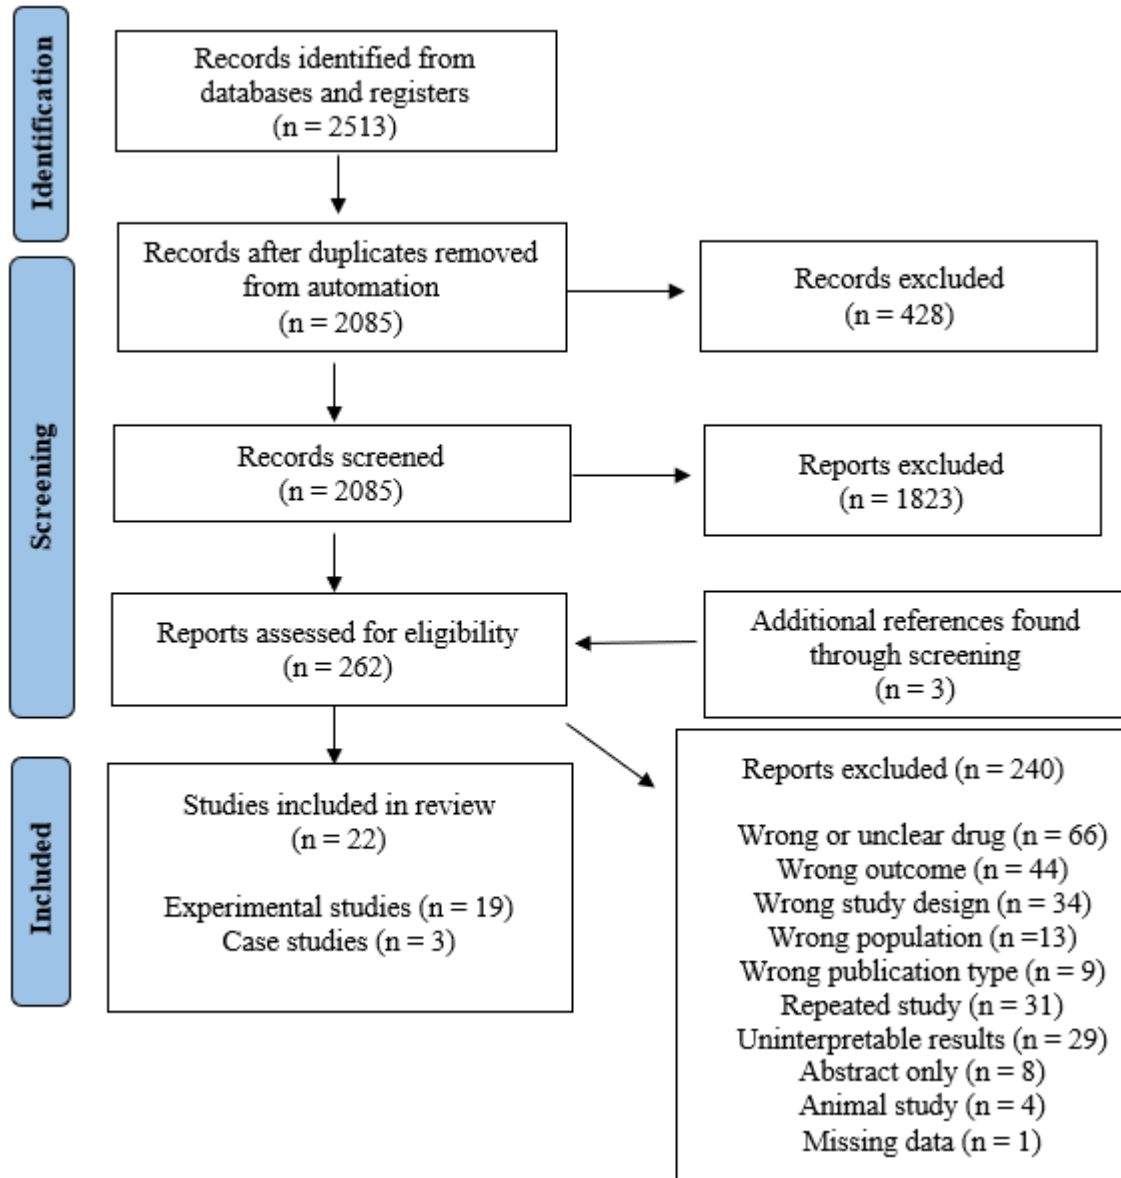 Identification
Records identified from
databases and registers
(n = 2513)
Records after duplicates removed
from automation
(n = 2085)
Records excluded
(n = 428)
Screening
Records screened
(n = 2085)
Reports excluded
(n = 1823)
Reports assessed for eligibility
(n = 262)
Additional references found
through screening
(n = 3)
Included
Studies included in review
(n = 22)
Experimental studies (n = 19)
Case studies (n = 3)
Reports excluded (n = 240)
Wrong or unclear drug (n = 66)
Wrong outcome (n = 44)
Wrong study design (n = 34)
Wrong population (n =13)
Wrong publication type (n = 9)
Repeated study (n = 31)
Uninterpretable results (n = 29)
Abstract only (n = 8)
Animal study (n = 4)
Missing data (n = 1)